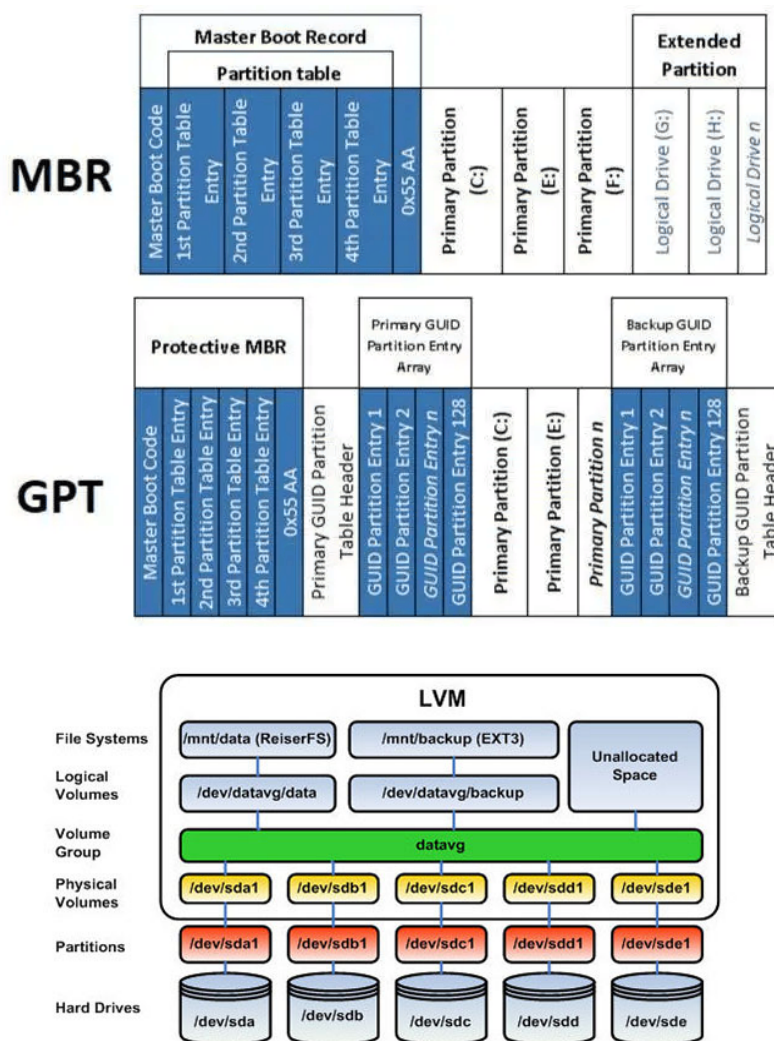 Master Boot Record
Partition table
Extended
Partition
MBR
Master Boot Code
1st Partition Table
Entry
2nd Partition Table
Entry
3rd Partition Table
Entry
4th Partition Table
Entry
0x55 AA
Primary Partition
(C:)
Primary Partition
(E:)
Primary Partition
(F:)
Logical Drive (G:)
Logical Drive (H:)
Logical Drive n
Protective MBR
Primary GUID
Partition Entry
Array
Backup GUID
Partition Entry
Array
GPT
Master Boot Code
1st Partition Table Entry
2nd Partition Table Entry
3rd Partition Table Entry
4th Partition Table Entry
0x55 AA
Primary GUID Partition
Table Header
GUID Partition Entry 1
GUID Partition Entry 2
GUID Partition Entry n
GUID Partition Entry 128
Primary Partition (C:)
Primary Partition (E:)
Primary Partition n
GUID Partition Entry 1
GUID Partition Entry 2
GUID Partition Entry n
GUID Partition Entry 128
Backup GUID Partition
Table Header
LVM
File Systems
/mnt/data (ReiserFS)
/mnt/backup (EXT3)
Unallocated
Space
Logical
Volumes
/dev/datavg/data
/dev/datavg/backup
Volume
Group
datavg
Physical
Volumes
/dev/sda1
/dev/sdb1
/dev/sdc1
/dev/sdd1
/dev/sde1
Partitions
/dev/sda1
/dev/sdb1
/dev/sdc1
/dev/sdd1
/dev/sde1
Hard Drives
/dev/sda
/dev/sdb
/dev/sdc
/dev/sdd
/dev/sde